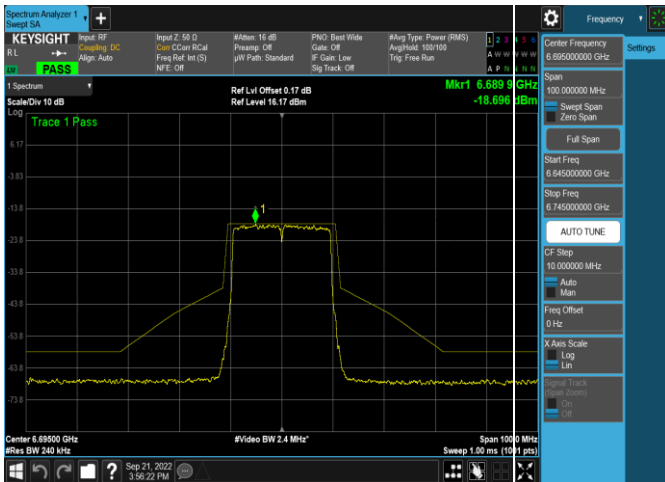 Spectrum Analyzer 1
Swept SA
Frequency
KEYSIGHT
Input: RF
Coupling: DC
Align: Auto
Input Z: 50 Ω
Corr CCorr RCal
Freq Ref: Int (S)
NFE: Off
#Atten: 16 dB
Preamp: Off
µW Path: Standard
PNO: Best Wide
Gate: Off
IF Gain: Low
Sig Track: Off
#Avg Type: Power (RMS)
Avg|Hold: 100/100
Trig: Free Run
1 2 3 4 5 6
A W W W W W
A P N N N N
R L
LV
PASS
1 Spectrum
Scale/Div 10 dB
Log
Ref Lvl Offset 0.17 dB
Ref Level 16.17 dBm
Mkr1 6.689 9 GHz
-18.696 dBm
Trace 1 Pass
1
6.17
-3.83
-13.8
-23.8
-33.8
-43.8
-53.8
-63.8
-73.8
Center 6.69500 GHz
#Res BW 240 kHz
#Video BW 2.4 MHz*
Span 100.0 MHz
Sweep 1.00 ms (1001 pts)
Sep 21, 2022
3:56:22 PM
?
Settings
Center Frequency
6.695000000 GHz
Span
100.000000 MHz
Swept Span
Zero Span
Full Span
Start Freq
6.645000000 GHz
Stop Freq
6.745000000 GHz
AUTO TUNE
CF Step
10.000000 MHz
Auto
Man
Freq Offset
0 Hz
X Axis Scale
Log
Lin
Signal Track
(Span Zoom)
On
Off